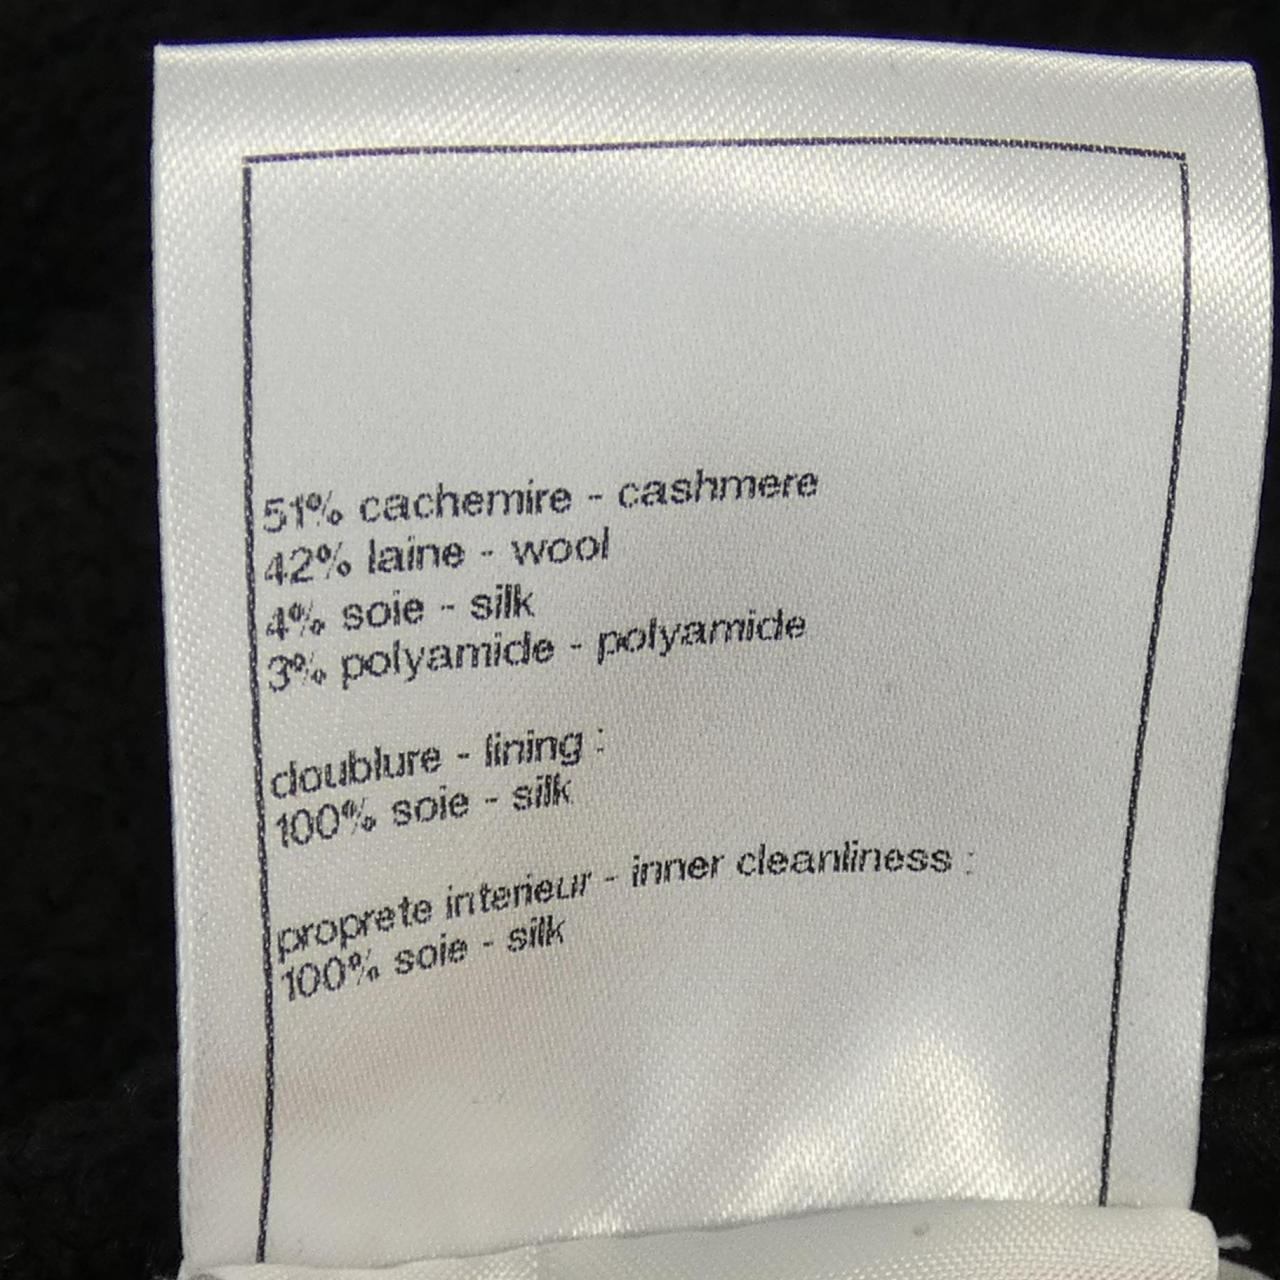 51% cachemire - cashmere
42% laine - wool
4% soie - silk
3% polyamide - polyamide
doublure - lining :
100% soie - silk
proprete interieur - inner cleanliness :
100% soie - silk